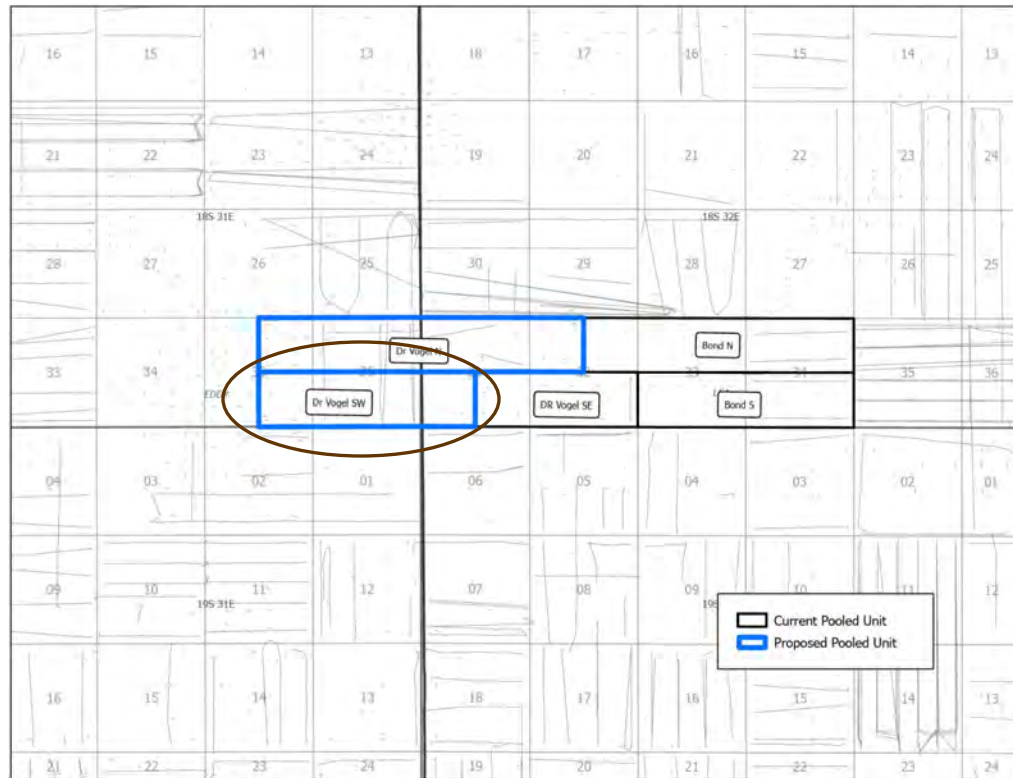 16 15 14 13 18 17 16 15 14 13
21 22 23 24 19 20 21 22 23 24
18S 31E 18S 32E
28 27 26 25 30 29 28 27 26 25
Dr Vogel N Bond N
33 34 35 36
Dr Vogel SW DR Vogel SE Bond S
04 03 02 01 06 05 04 03 02 01
09 10 11 12 07 08 09 10 11 12
19S 31E 19S
Current Pooled Unit
Proposed Pooled Unit
16 15 14 13 18 17 16 15 14 13
21 22 23 24 19 20 21 22 23 24